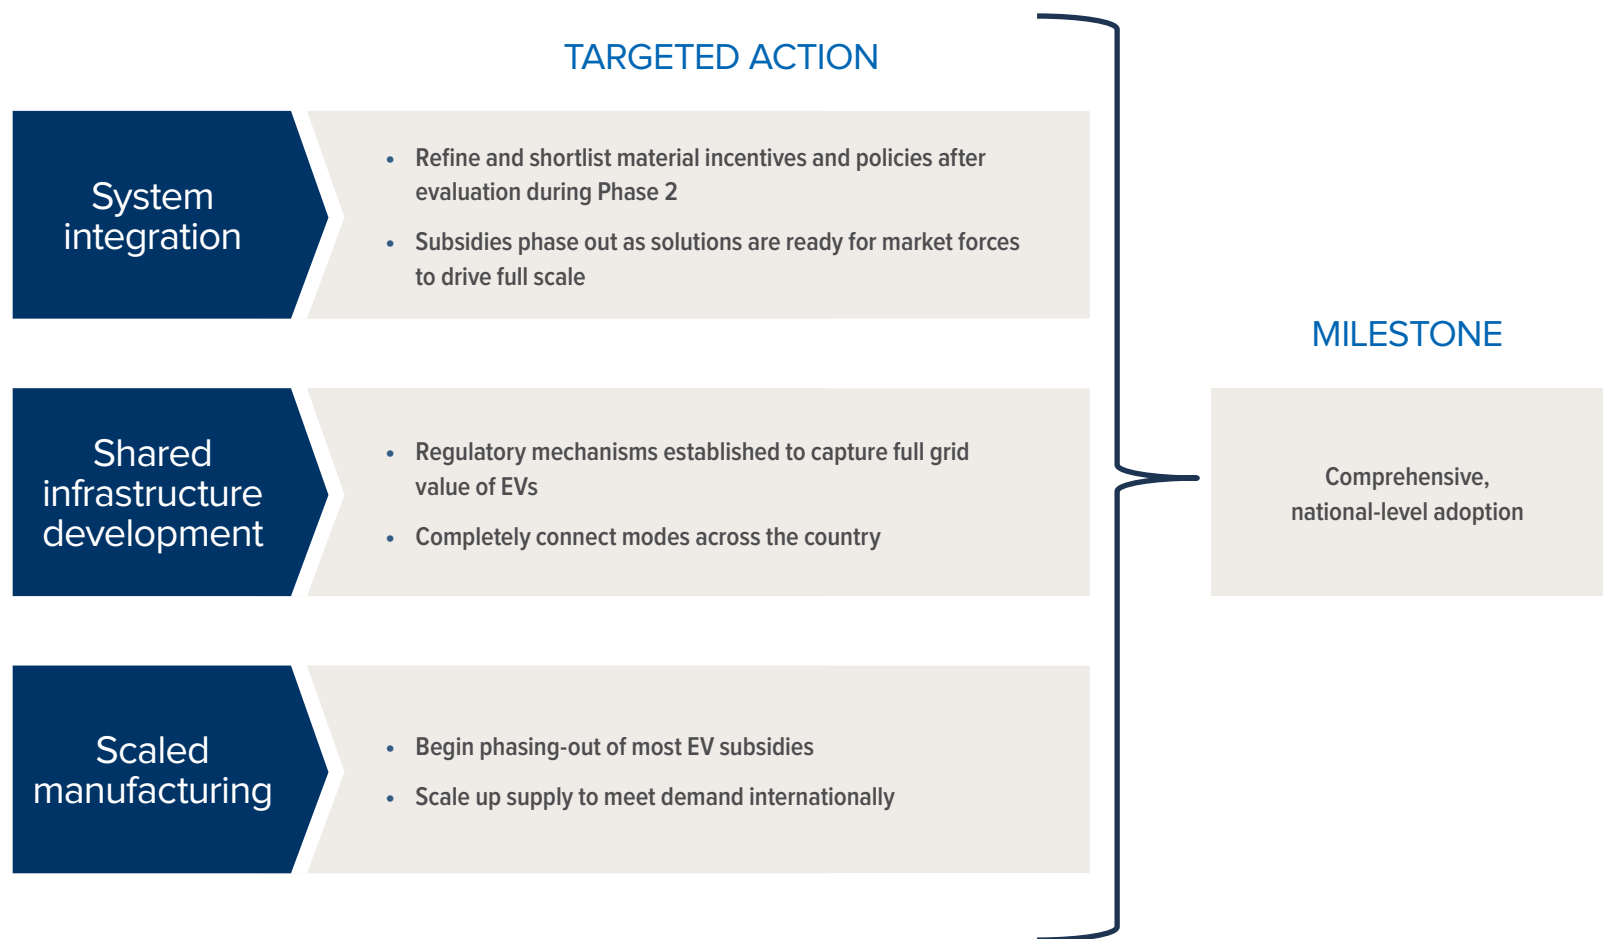 TARGETED ACTION
System
integration
• Refine and shortlist material incentives and policies after
evaluation during Phase 2
• Subsidies phase out as solutions are ready for market forces
to drive full scale
Shared
infrastructure
development
• Regulatory mechanisms established to capture full grid
value of EVs
• Completely connect modes across the country
Scaled
manufacturing
• Begin phasing-out of most EV subsidies
• Scale up supply to meet demand internationally
MILESTONE
Comprehensive,
national-level adoption